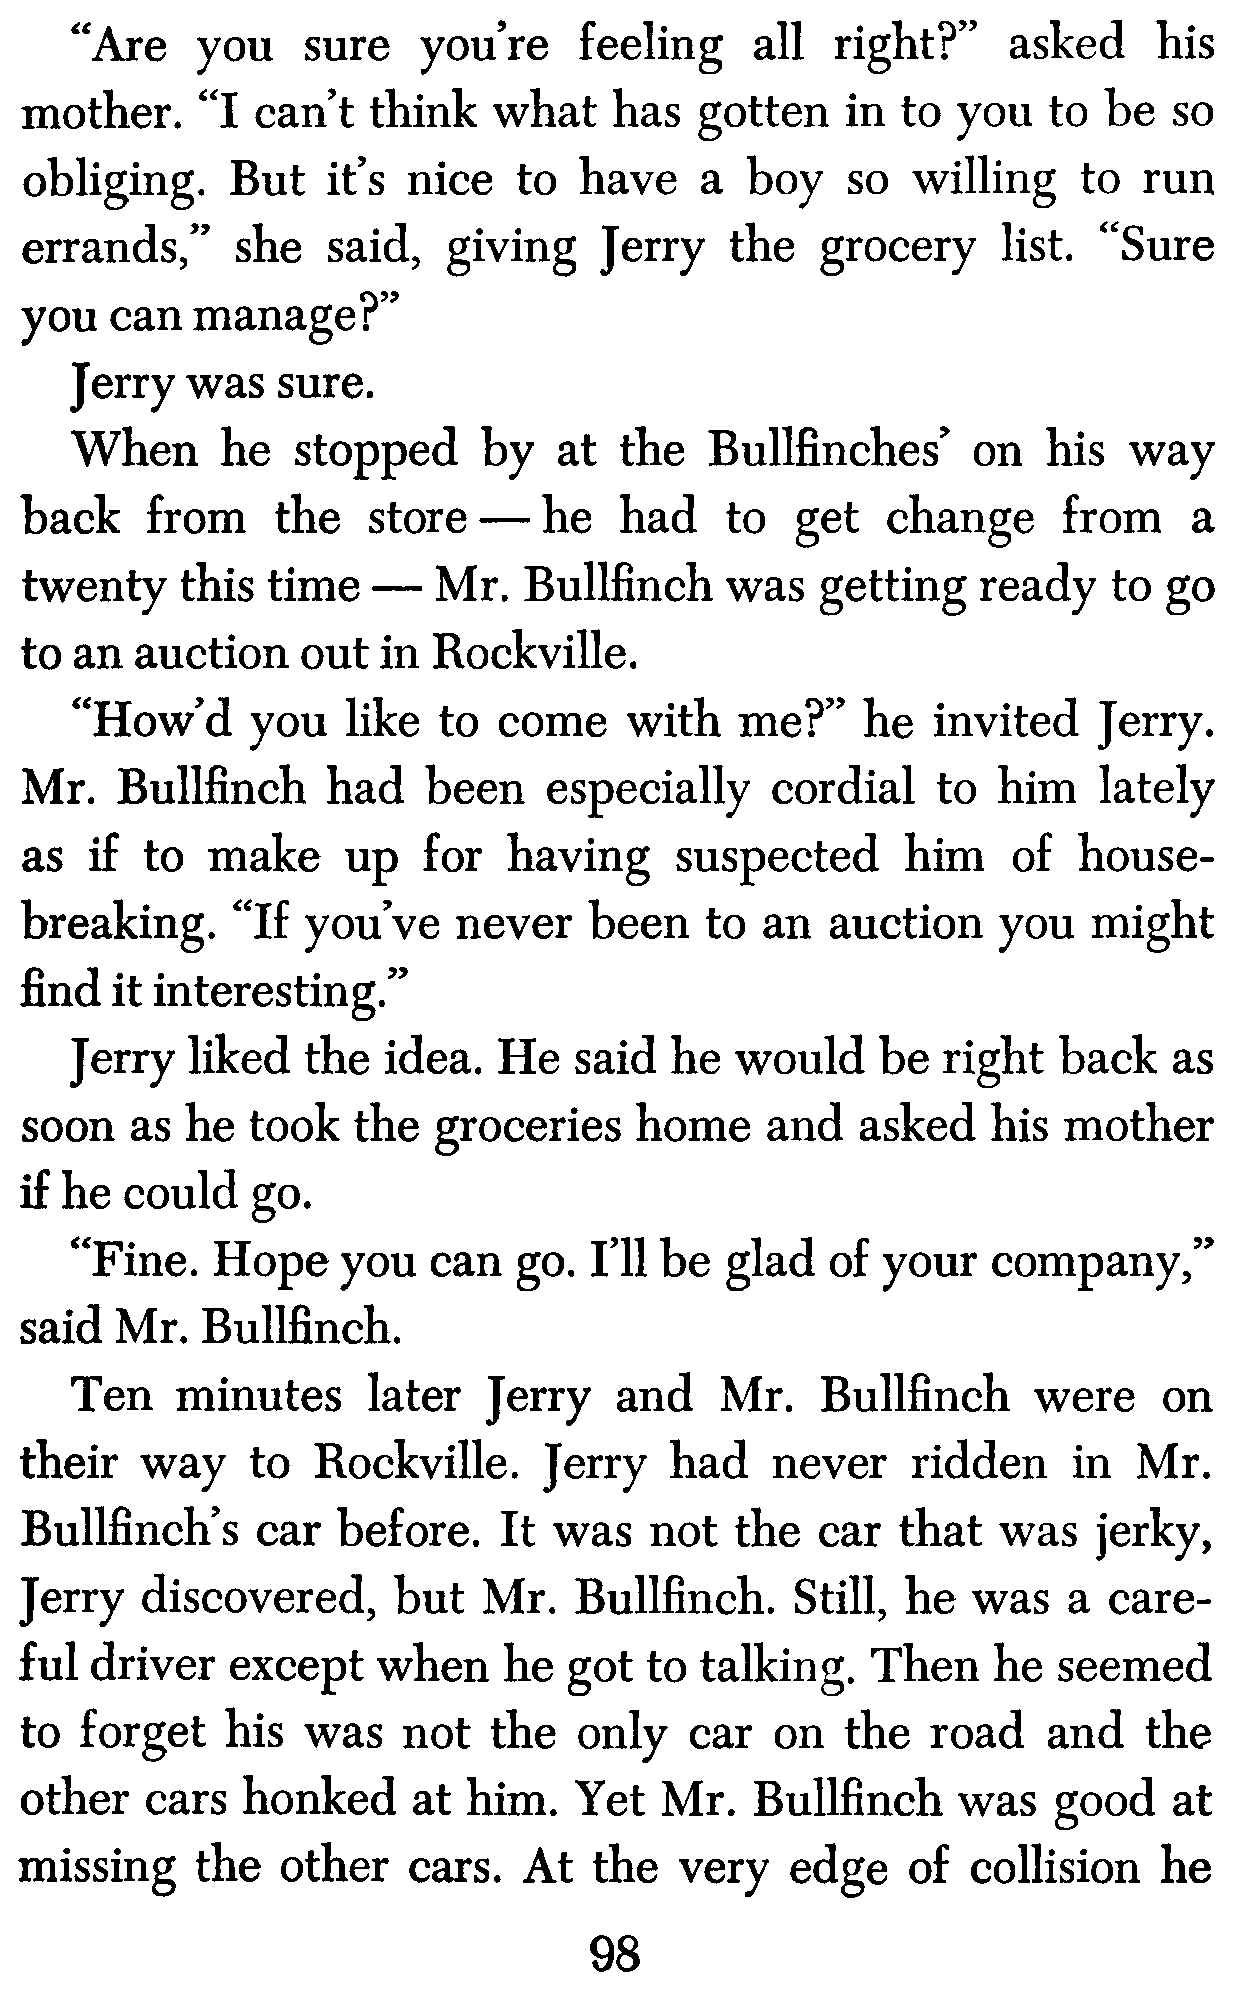 “Are you sure you’re feeling all right?” asked his
mother. “I can’t think what has gotten in to you to be so
obliging. But it’s nice to have a boy so willing to run
errands,” she said, giving Jerry the grocery list. “Sure
you can manage?”
Jerry was sure.
When he stopped by at the Bullfinches’ on his way
back from the store — he had to get change from a
twenty this time — Mr. Bullfinch was getting ready to go
to an auction out in Rockville.
“How’d you like to come with me?” he invited Jerry.
Mr. Bullfinch had been especially cordial to him lately
as if to make up for having suspected him of house-
breaking. “If you’ve never been to an auction you might
find it interesting.”
Jerry liked the idea. He said he would be right back as
soon as he took the groceries home and asked his mother
if he could go.
“Fine. Hope you can go. I’ll be glad of your company,”
said Mr. Bullfinch.
Ten minutes later Jerry and Mr. Bullfinch were on
their way to Rockville. Jerry had never ridden in Mr.
Bullfinch’s car before. It was not the car that was jerky,
Jerry discovered, but Mr. Bullfinch. Still, he was a care-
ful driver except when he got to talking. Then he seemed
to forget his was not the only car on the road and the
other cars honked at him. Yet Mr. Bullfinch was good at
missing the other cars. At the very edge of collision he
98